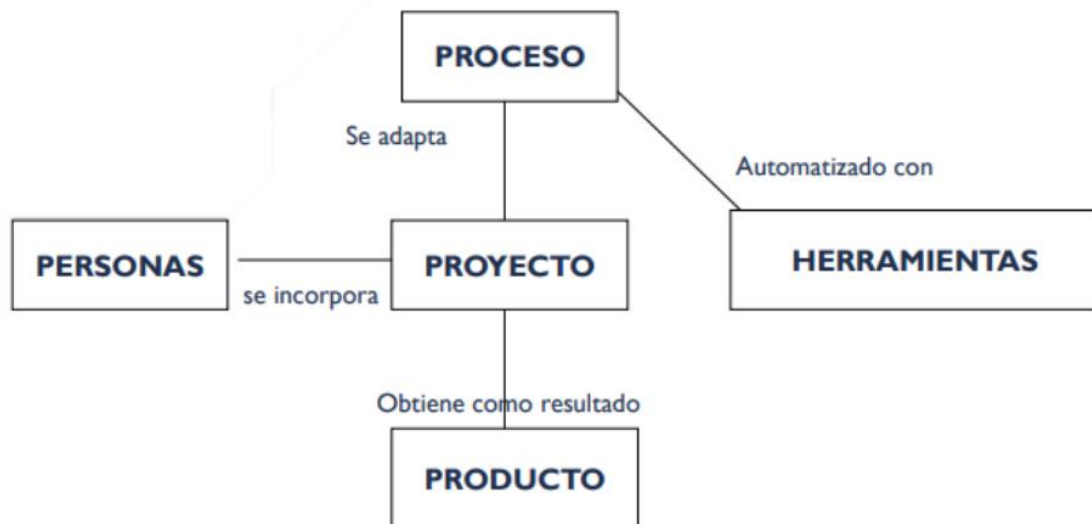 PROCESO
Se adapta
Automatizado con
PERSONAS
se incorpora
PROYECTO
HERRAMIENTAS
Obtiene como resultado
PRODUCTO